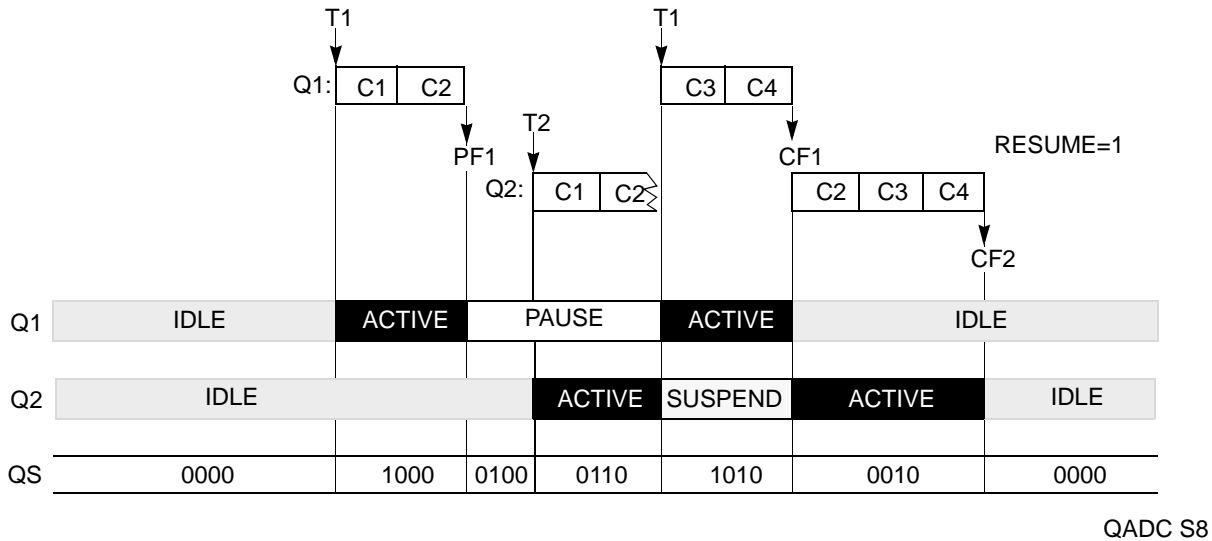 T1 T1
Q1: C1 C2 C3 C4
T2
PF1 CF1 RESUME=1
Q2: C1 C2 C2 C3 C4
CF2
Q1 IDLE ACTIVE PAUSE ACTIVE IDLE
Q2 IDLE ACTIVE SUSPEND ACTIVE IDLE
QS 0000 1000 0100 0110 1010 0010 0000
QADC S8